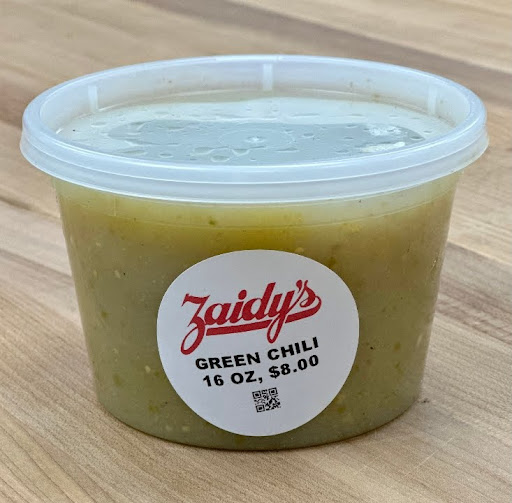 Zaidy's
GREEN CHILI
16 OZ, $8.00